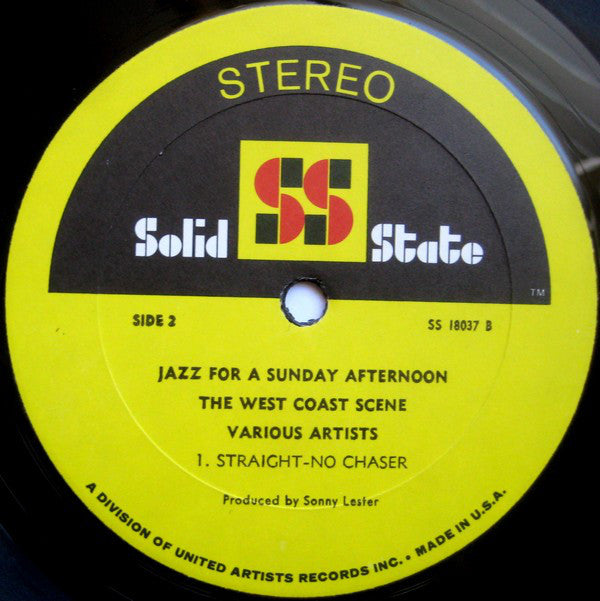 STEREO
SS
Solid State
TM
SIDE 2
SS 18037 B
JAZZ FOR A SUNDAY AFTERNOON
THE WEST COAST SCENE
VARIOUS ARTISTS
1. STRAIGHT-NO CHASER
Produced by Sonny Lester
A DIVISION OF UNITED ARTISTS RECORDS INC. • MADE IN U.S.A.